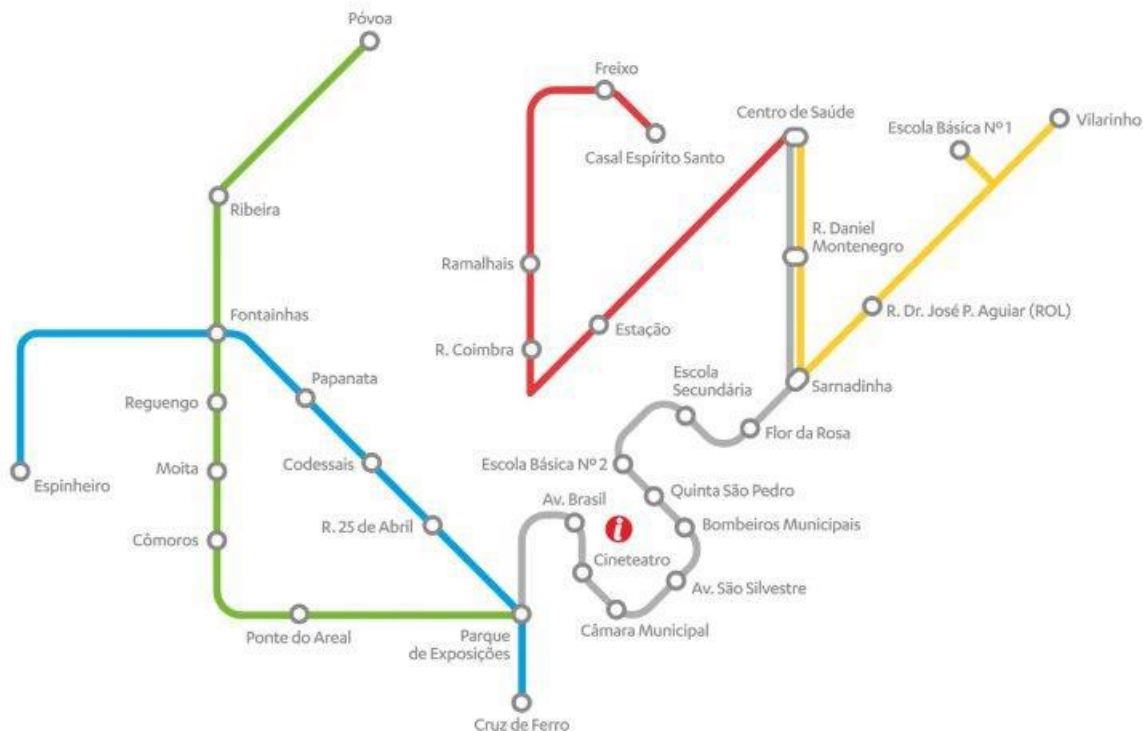 Póvoa
Freixo
Centro de Saúde
Escola Básica Nº 1
Vilarinho
Casal Espírito Santo
Ribeira
R. Daniel
Montenegro
Ramalhais
Fontainhas
Estação
R. Dr. José P. Aguiar (ROL)
R. Coimbra
Papanata
Escola
Secundária
Sarnadinha
Reguengo
Flor da Rosa
Moita
Codessais
Escola Básica Nº 2
Espinheiro
Quinta São Pedro
Av. Brasil
R. 25 de Abril
i
Bombeiros Municipais
Cômoros
Cineteatro
Av. São Silvestre
Ponte do Areal
Parque
de Exposições
Câmara Municipal
Cruz de Ferro